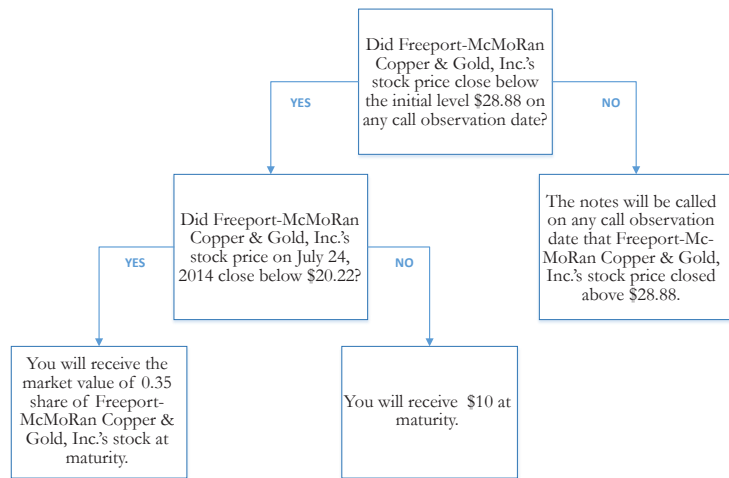 Did Freeport-McMoRan
Copper & Gold, Inc.'s
stock price close below
the initial level $28.88 on
any call observation date?
YES
NO
Did Freeport-McMoRan
Copper & Gold, Inc.'s
stock price on July 24,
2014 close below $20.22?
The notes will be called
on any call observation
date that Freeport-Mc-
MoRan Copper & Gold,
Inc.'s stock price closed
above $28.88.
YES
NO
You will receive the
market value of 0.35
share of Freeport-
McMoRan Copper &
Gold, Inc.'s stock at
maturity.
You will receive $10 at
maturity.